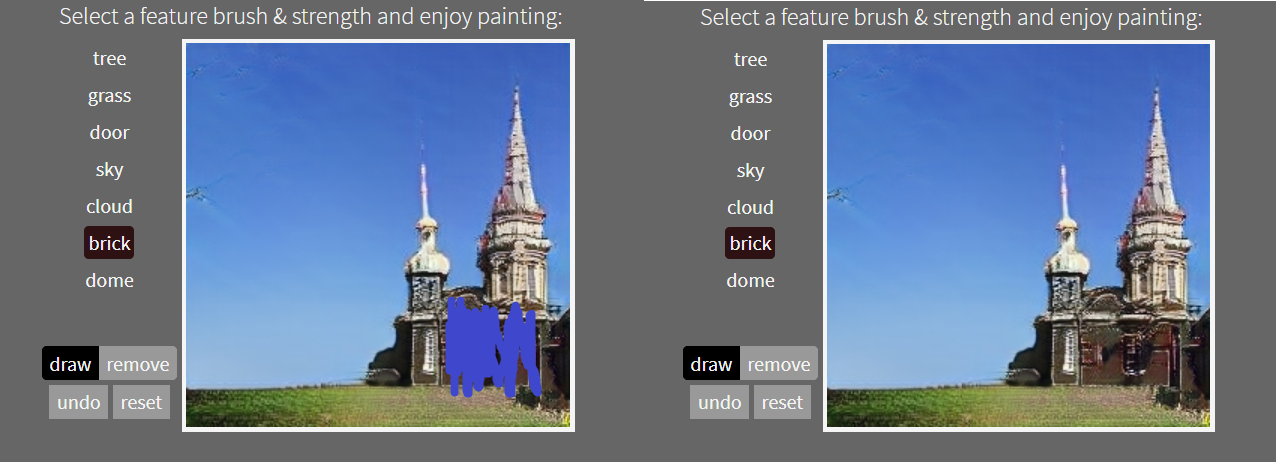 Select a feature brush & strength and enjoy painting:
tree
grass
door
sky
cloud
brick
dome
draw remove
undo reset
Select a feature brush & strength and enjoy painting:
tree
grass
door
sky
cloud
brick
dome
draw remove
undo reset